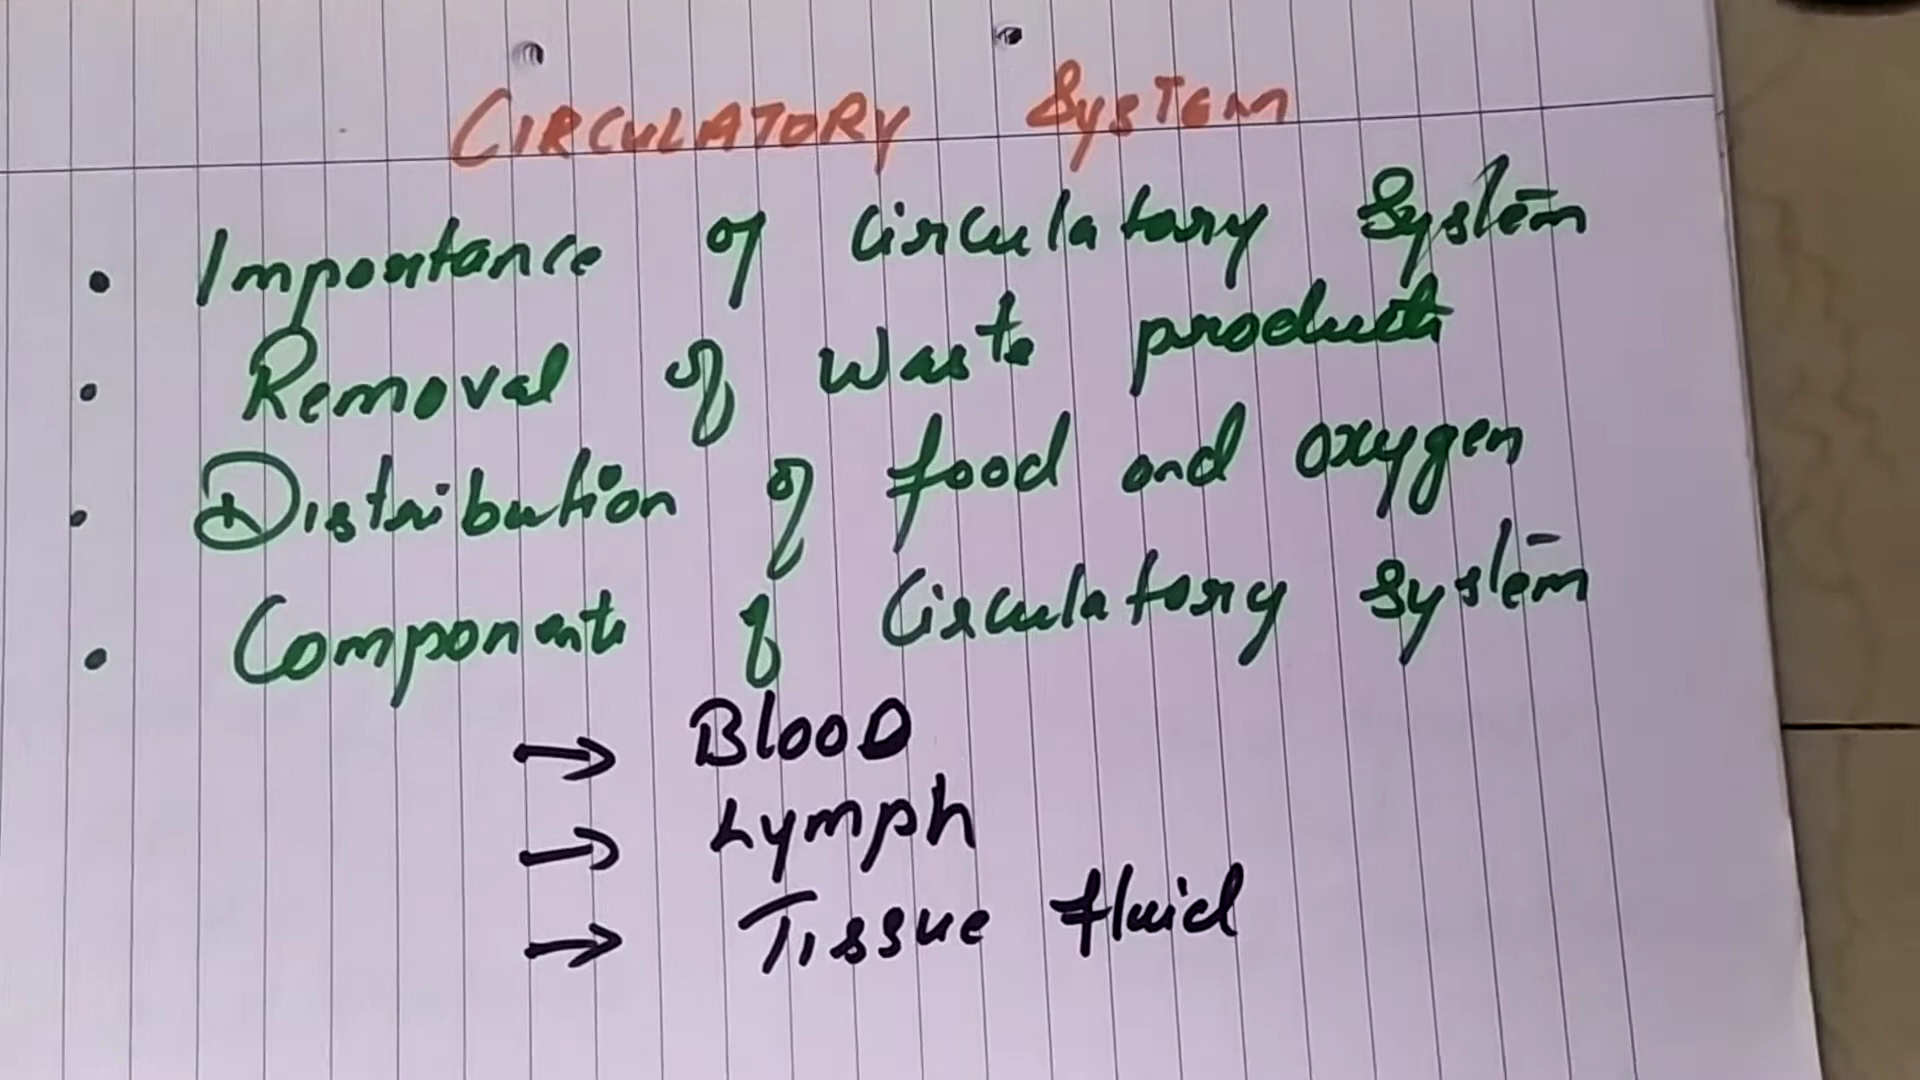 CIRCULATORY System
• Importance of Circulatory System
• Removal of Waste products
• Distribution of food and oxygen
• Components of Circulatory System
→ Blood
→ Lymph
→ Tissue fluid